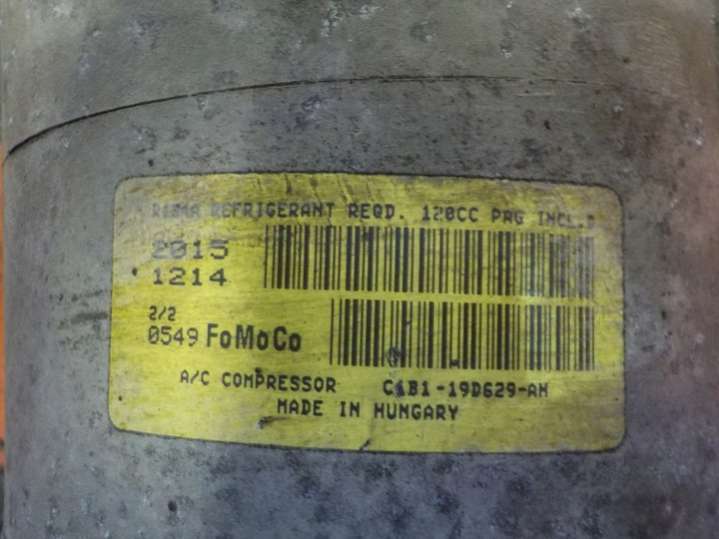 R134A REFRIGERANT REQD. 120CC PAG INCL.D
2015
1214
2/2
0549 FoMoCo
A/C COMPRESSOR C1B1-19D629-AH
MADE IN HUNGARY